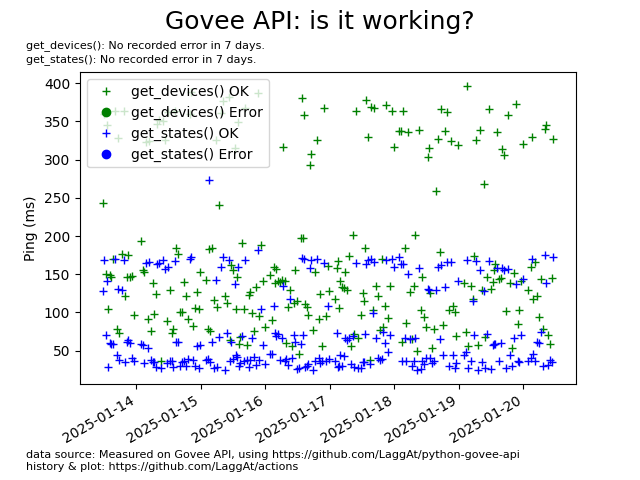 Govee API: is it working?
get_devices(): No recorded error in 7 days.
get_states(): No recorded error in 7 days.
get_devices() OK
get_devices() Error
get_states() OK
get_states() Error
Ping (ms)
400
350
300
250
200
150
100
50
2025-01-14
2025-01-15
2025-01-16
2025-01-17
2025-01-18
2025-01-19
2025-01-20
data source: Measured on Govee API, using https://github.com/LaggAt/python-govee-api
history & plot: https://github.com/LaggAt/actions